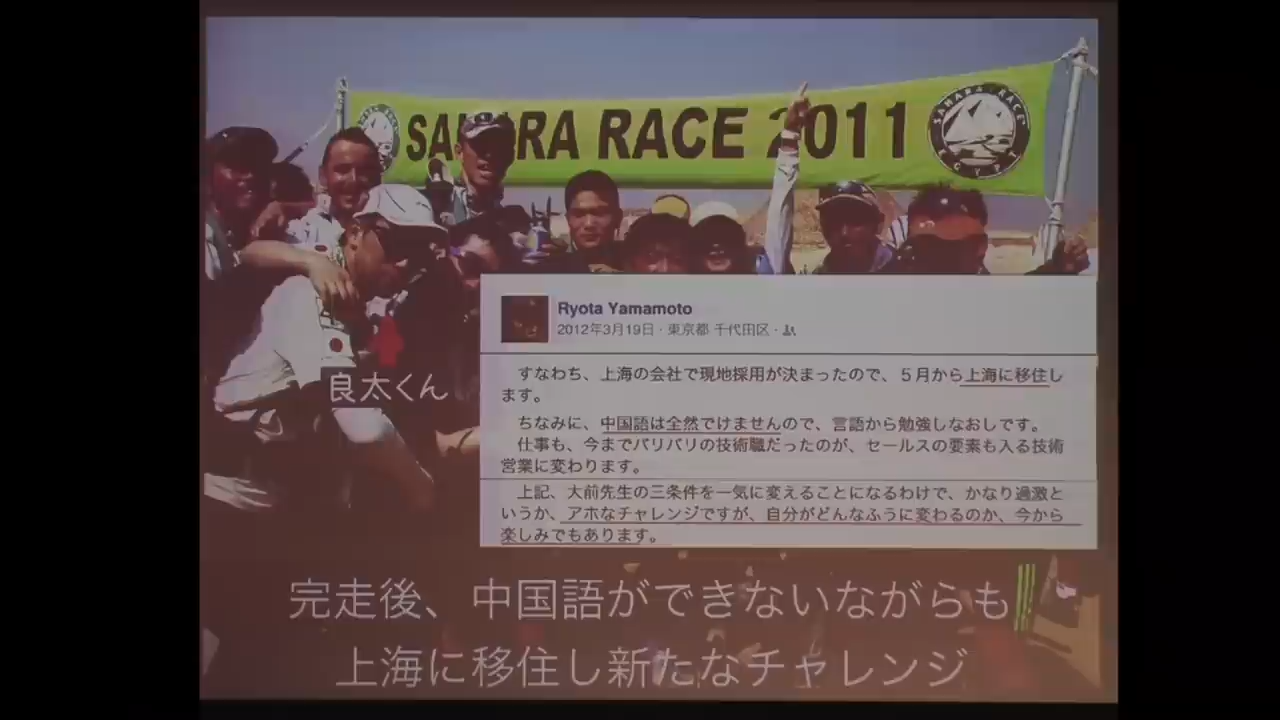 SAHARA RACE 2011
SAHARA RACE
EGYPT
Ryota Yamamoto
2012年3月19日 · 東京都 千代田区 ·
すなわち、上海の会社で現地採用が決まったので、５月から上海に移住し
ます。
ちなみに、中国語は全然でけませんので、言語から勉強しなおしです。
仕事も、今までバリバリの技術職だったのが、セールスの要素も入る技術
営業に変わります。
上記、大前先生の三条件を一気に変えることになるわけで、かなり過激と
いうか、アホなチャレンジですが、自分がどんなふうに変わるのか、今から
楽しみでもあります。
良太くん
完走後、中国語ができないながらも
上海に移住し新たなチャレンジ